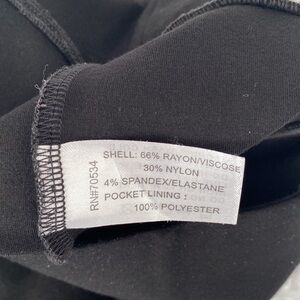 SHELL: 66% RAYON/VISCOSE
30% NYLON
4% SPANDEX/ELASTANE
POCKET LINING :
100% POLYESTER
RN#70534